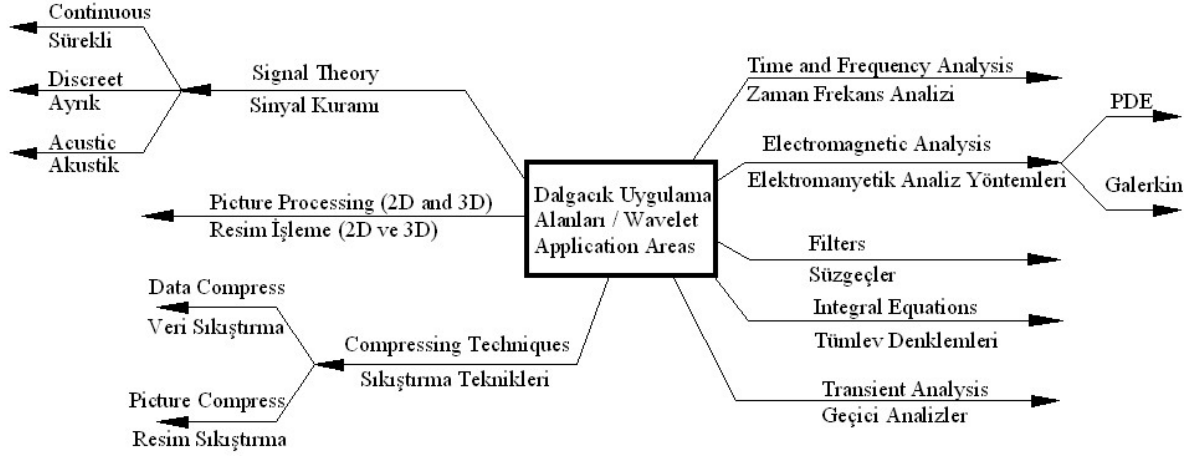 Continuous
Sürekli
Discreet
Ayrık
Acustic
Akustik
Signal Theory
Sinyal Kuramı
Picture Processing (2D and 3D)
Resim İşleme (2D ve 3D)
Data Compress
Veri Sıkıştırma
Picture Compress
Resim Sıkıştırma
Compressing Techniques
Sıkıştırma Teknikleri
Dalgacık Uygulama
Alanları / Wavelet
Application Areas
Time and Frequency Analysis
Zaman Frekans Analizi
Electromagnetic Analysis
Elektromanyetik Analiz Yöntemleri
PDE
Galerkin
Filters
Süzgeçler
Integral Equations
Tümlev Denklemleri
Transient Analysis
Geçici Analizler